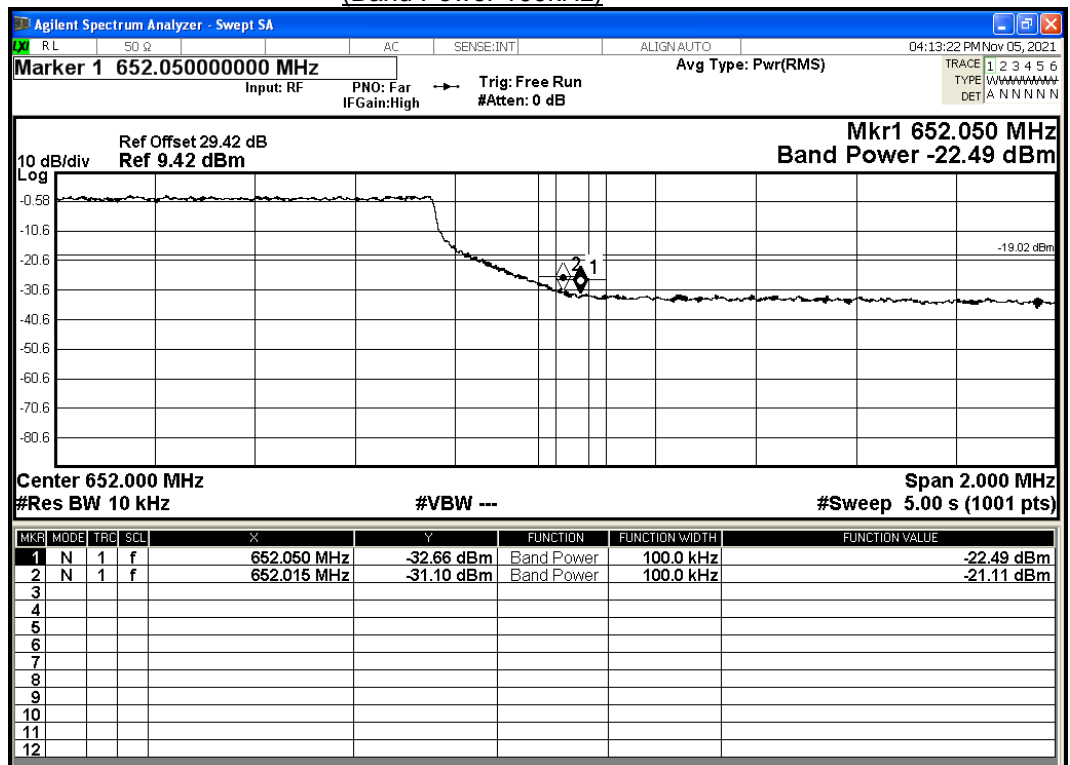 (Band Power 100kHz)
Agilent Spectrum Analyzer - Swept SA
LXI RL 50 Ω AC SENSE:INT ALIGN AUTO 04:13:22 PM Nov 05, 2021
Marker 1 652.050000000 MHz Avg Type: Pwr(RMS) TRACE 1 2 3 4 5 6
Input: RF PNO: Far Trig: Free Run TYPE
IFGain:High #Atten: 0 dB DET A N N N N N
Mkr1 652.050 MHz
Ref Offset 29.42 dB
10 dB/div Ref 9.42 dBm Band Power -22.49 dBm
Log
-0.58
-10.6
-19.02 dBm
-20.6
2 1
-30.6
-40.6
-50.6
-60.6
-70.6
-80.6
Center 652.000 MHz Span 2.000 MHz
#Res BW 10 kHz #VBW --- #Sweep 5.00 s (1001 pts)
MKR MODE TRC SCL X Y FUNCTION FUNCTION WIDTH FUNCTION VALUE
1 N 1 f 652.050 MHz -32.66 dBm Band Power 100.0 kHz -22.49 dBm
2 N 1 f 652.015 MHz -31.10 dBm Band Power 100.0 kHz -21.11 dBm
3
4
5
6
7
8
9
10
11
12